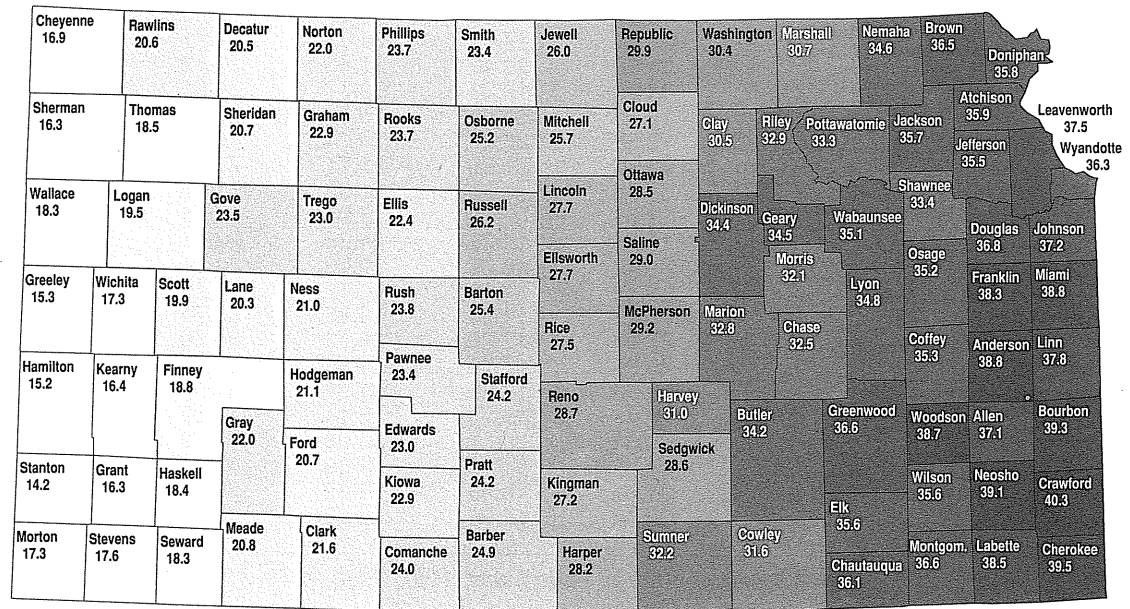 Cheyenne
16.9
Rawlins
20.6
Decatur
20.5
Norton
22.0
Phillips
23.7
Smith
23.4
Jewell
26.0
Republic
29.9
Washington
30.4
Marshall
30.7
Nemaha
34.6
Brown
36.5
Doniphan
35.8
Sherman
16.3
Thomas
18.5
Sheridan
20.7
Graham
22.9
Rooks
23.7
Osborne
25.2
Mitchell
25.7
Cloud
27.1
Clay
30.5
Riley
32.9
Pottawatomie
33.3
Jackson
35.7
Atchison
35.9
Jefferson
35.5
Leavenworth
37.5
Wyandotte
36.3
Wallace
18.3
Logan
19.5
Gove
23.5
Trego
23.0
Ellis
22.4
Russell
26.2
Lincoln
27.7
Ottawa
28.5
Dickinson
34.4
Geary
34.5
Wabaunsee
35.1
Shawnee
33.4
Douglas
36.8
Johnson
37.2
Ellsworth
27.7
Saline
29.0
Morris
32.1
Osage
35.2
Greeley
15.3
Wichita
17.3
Scott
19.9
Lane
20.3
Ness
21.0
Rush
23.8
Barton
25.4
Rice
27.5
McPherson
29.2
Marion
32.8
Chase
32.5
Lyon
34.8
Franklin
38.3
Miami
38.8
Hamilton
15.2
Kearny
16.4
Finney
18.8
Hodgeman
21.1
Pawnee
23.4
Stafford
24.2
Reno
28.7
Harvey
31.0
Butler
34.2
Greenwood
36.6
Coffey
35.3
Anderson
38.8
Linn
37.8
Gray
22.0
Ford
20.7
Edwards
23.0
Sedgwick
28.6
Woodson
38.7
Allen
37.1
Bourbon
39.3
Stanton
14.2
Grant
16.3
Haskell
18.4
Kiowa
22.9
Pratt
24.2
Kingman
27.2
Elk
35.6
Wilson
35.6
Neosho
39.1
Crawford
40.3
Morton
17.3
Stevens
17.6
Seward
18.3
Meade
20.8
Clark
21.6
Comanche
24.0
Barber
24.9
Harper
28.2
Sumner
32.2
Cowley
31.6
Chautauqua
36.1
Montgom.
36.6
Labette
38.5
Cherokee
39.5